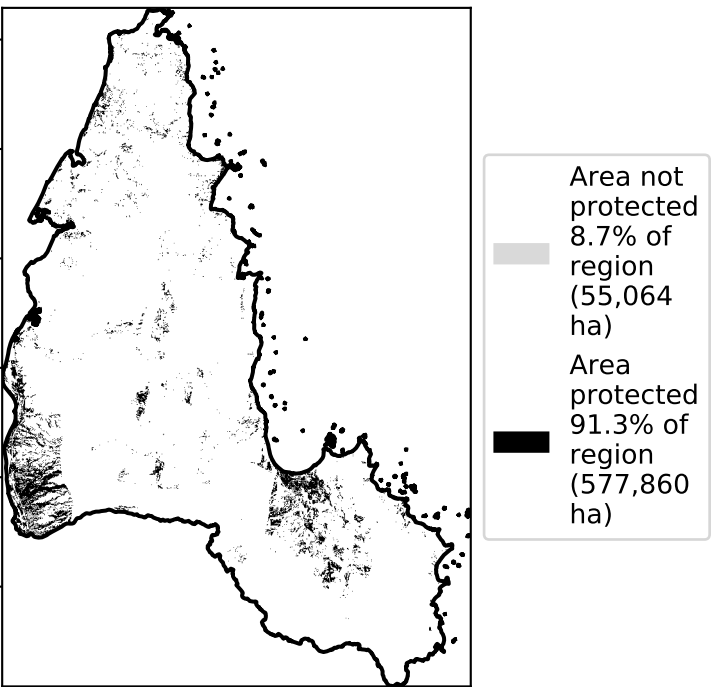 Area not
protected
8.7% of
region
(55,064
ha)
Area
protected
91.3% of
region
(577,860
ha)